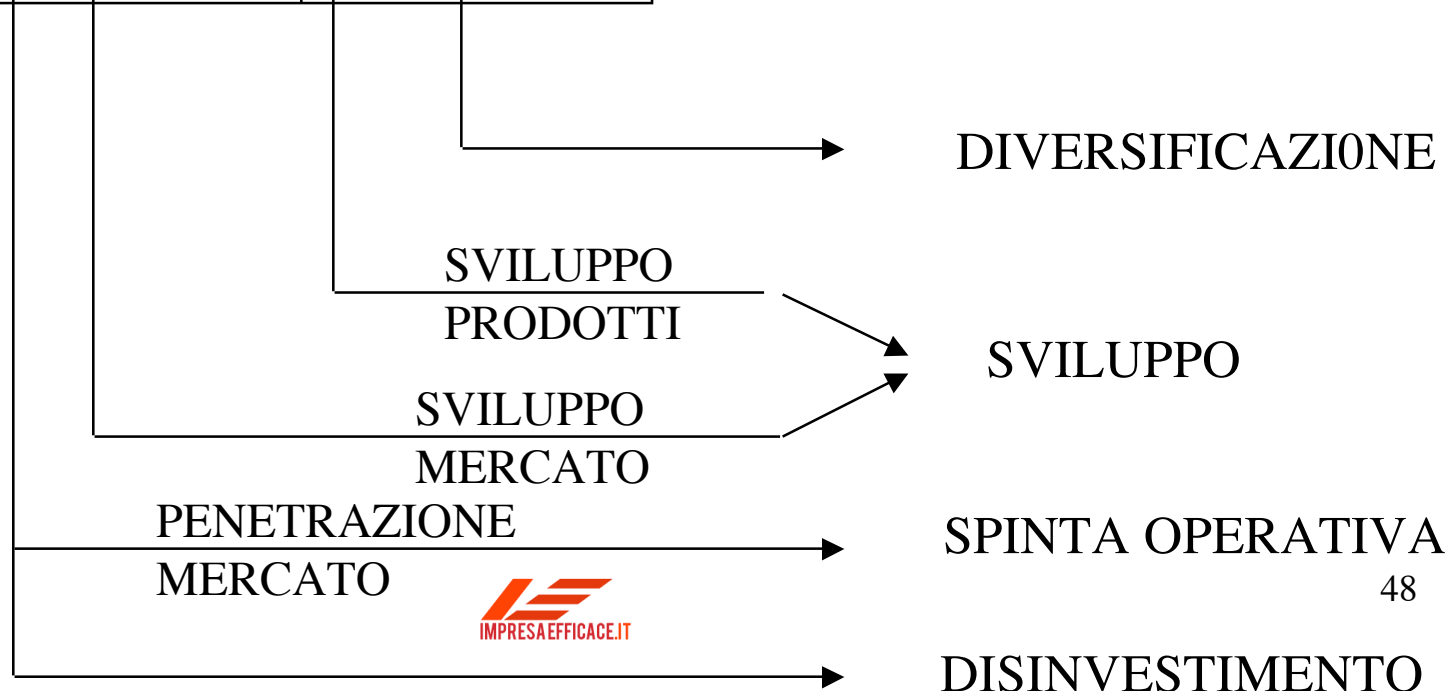 DIVERSIFICAZI0NE
SVILUPPO
PRODOTTI
SVILUPPO
SVILUPPO
MERCATO
PENETRAZIONE
MERCATO
SPINTA OPERATIVA
48
IMPRESAEFFICACE.IT
DISINVESTIMENTO